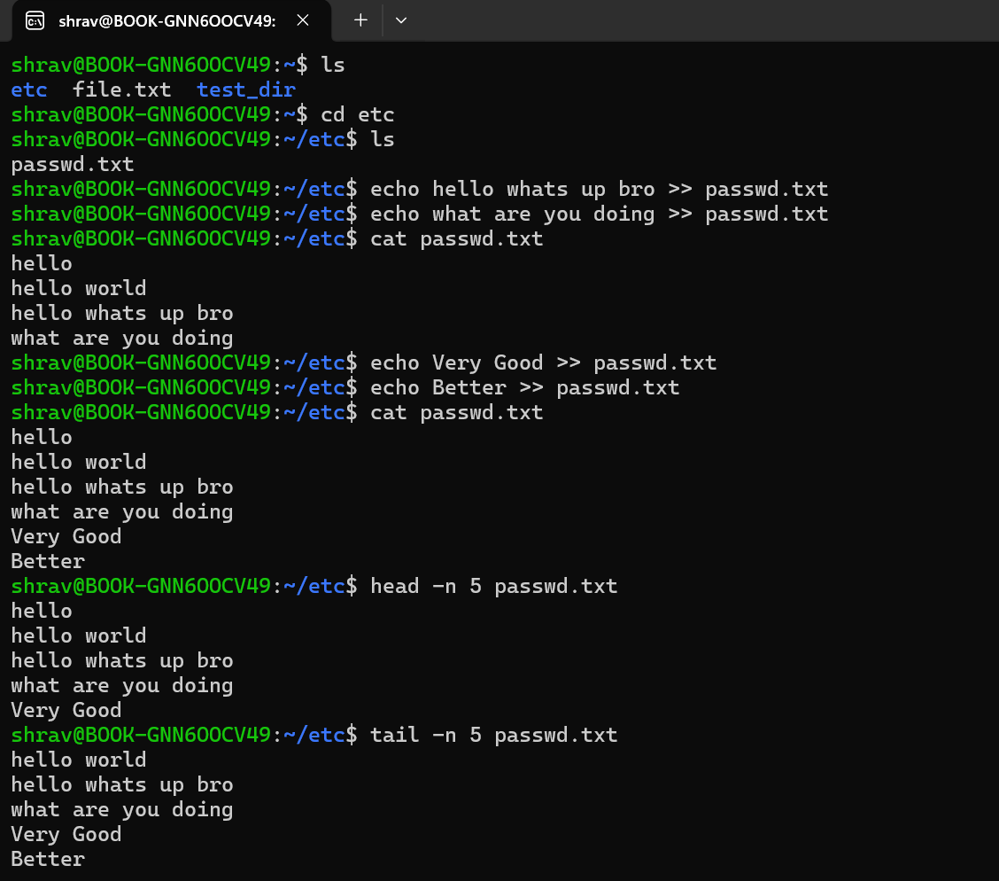 shrav@BOOK-GNN6OOCV49:
shrav@BOOK-GNN6OOCV49:~$ ls
etc  file.txt  test_dir
shrav@BOOK-GNN6OOCV49:~$ cd etc
shrav@BOOK-GNN6OOCV49:~/etc$ ls
passwd.txt
shrav@BOOK-GNN6OOCV49:~/etc$ echo hello whats up bro >> passwd.txt
shrav@BOOK-GNN6OOCV49:~/etc$ echo what are you doing >> passwd.txt
shrav@BOOK-GNN6OOCV49:~/etc$ cat passwd.txt
hello
hello world
hello whats up bro
what are you doing
shrav@BOOK-GNN6OOCV49:~/etc$ echo Very Good >> passwd.txt
shrav@BOOK-GNN6OOCV49:~/etc$ echo Better >> passwd.txt
shrav@BOOK-GNN6OOCV49:~/etc$ cat passwd.txt
hello
hello world
hello whats up bro
what are you doing
Very Good
Better
shrav@BOOK-GNN6OOCV49:~/etc$ head -n 5 passwd.txt
hello
hello world
hello whats up bro
what are you doing
Very Good
shrav@BOOK-GNN6OOCV49:~/etc$ tail -n 5 passwd.txt
hello world
hello whats up bro
what are you doing
Very Good
Better